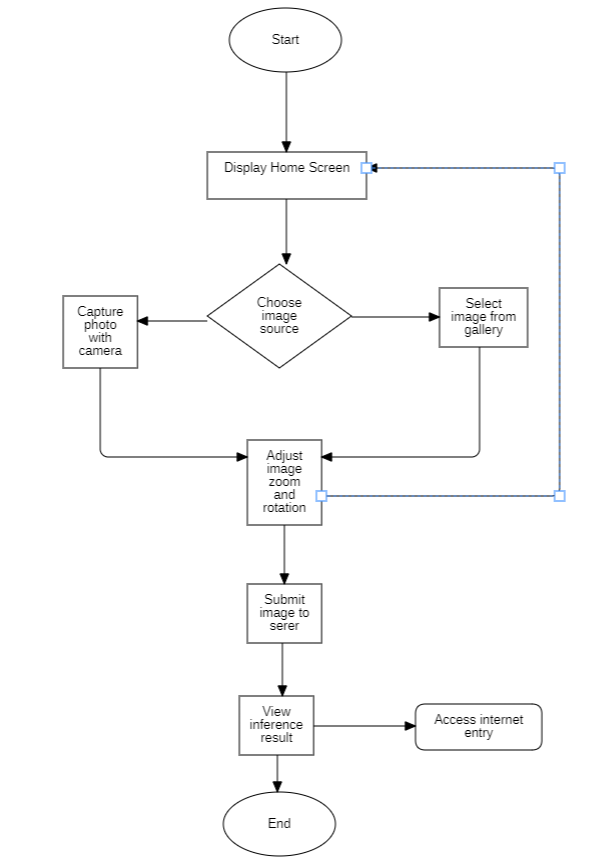 Start
Display Home Screen
Choose
image
source
Capture
photo
with
camera
Select
image from
gallery
Adjust
image
zoom
and
rotation
Submit
image to
serer
View
inference
result
Access internet
entry
End